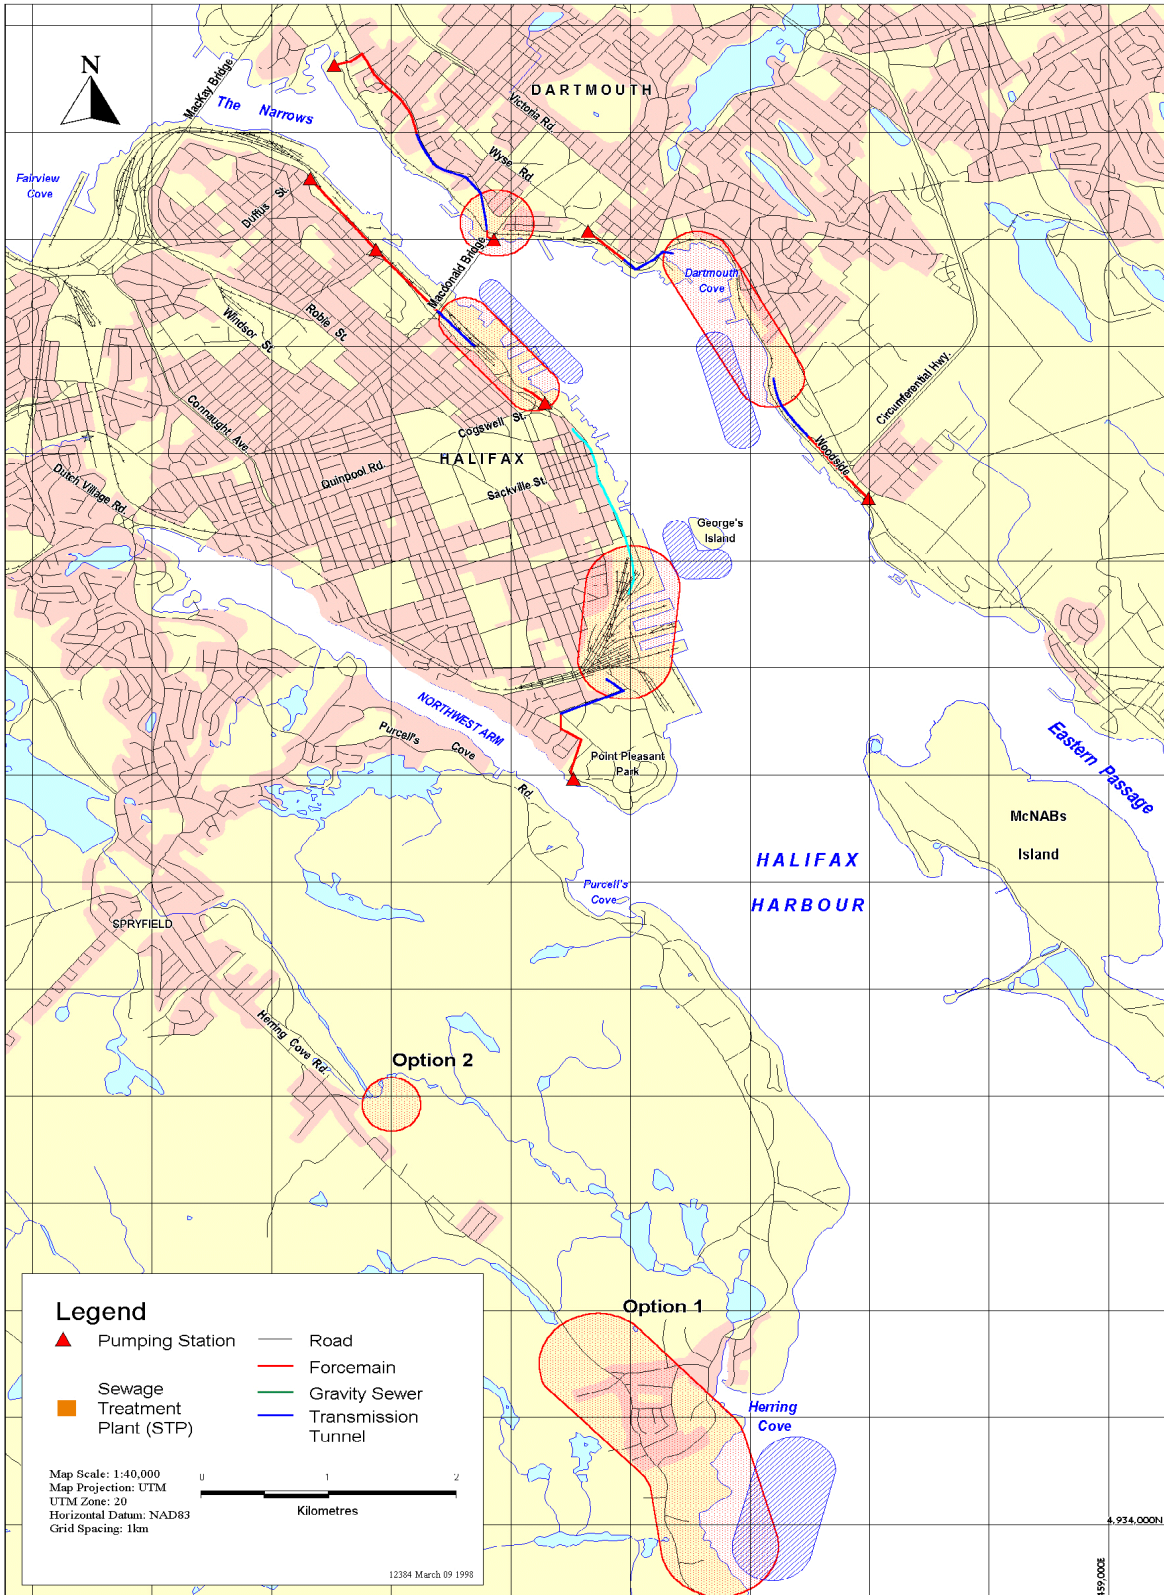 N
MacKay Bridge
The Narrows
DARTMOUTH
Victoria Rd.
Wyse Rd.
Fairview
Cove
Duffus St.
Macdonald Bridge
Dartmouth
Cove
Windsor St
Robie St.
Connaught Ave.
Circumferential Hwy.
Cogswell St.
HALIFAX
Woodside
Dutch Village Rd.
Quinpool Rd.
Sackville St.
George's
Island
NORTHWEST ARM
Purcell's Cove Rd.
Point Pleasant
Park
Eastern Passage
McNABs
Island
HALIFAX
HARBOUR
Purcell's
Cove
SPRYFIELD
Herring Cove Rd.
Option 2
Option 1
Herring
Cove
Legend
Pumping Station
Road
Forcemain
Sewage
Treatment
Plant (STP)
Gravity Sewer
Transmission
Tunnel
Map Scale: 1:40,000
Map Projection: UTM
UTM Zone: 20
Horizontal Datum: NAD83
Grid Spacing: 1km
0 1 2
Kilometres
12384 March 09 1998
4,934,000N
459,000E